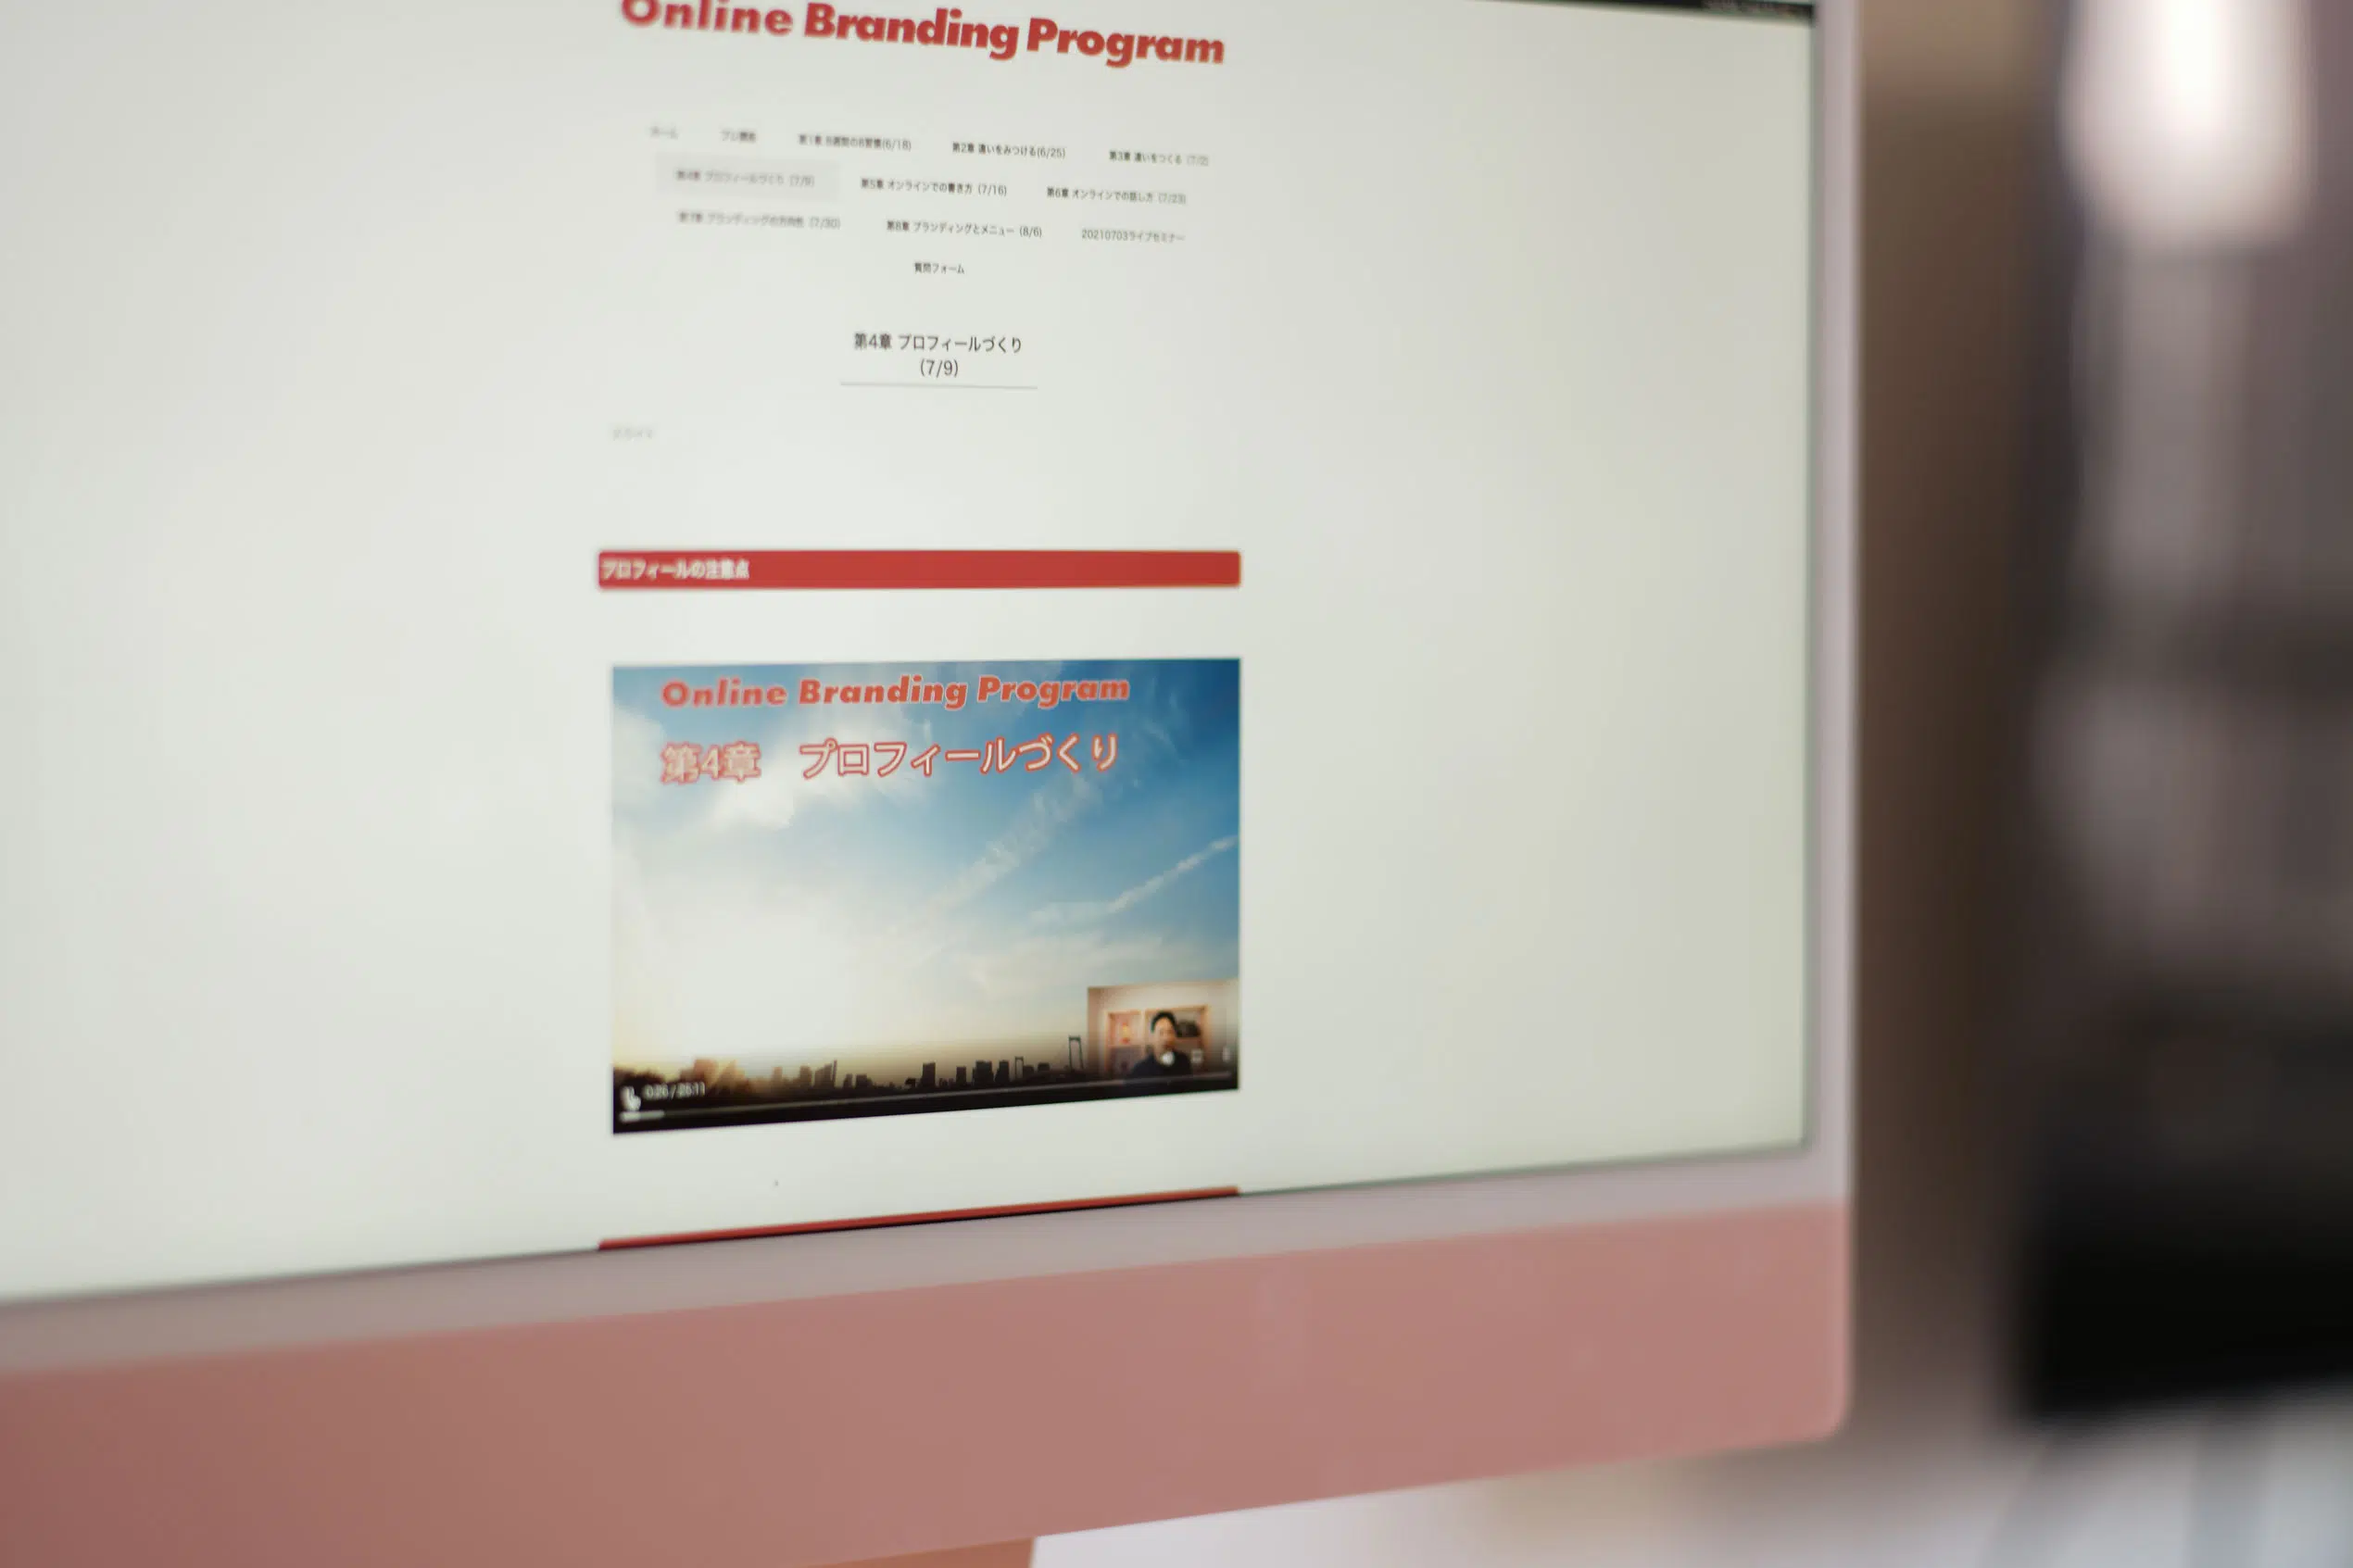 Online Branding Program
ホーム プレ講座 第1章 8週間の8習慣(6/18) 第2章 違いをみつける(6/25) 第3章 違いをつくる (7/2)
第4章 プロフィールづくり (7/9) 第5章 オンラインでの書き方 (7/16) 第6章 オンラインでの話し方 (7/23)
第7章 ブランディングの方向性 (7/30) 第8章 ブランディングとメニュー (8/6) 20210703ライブセミナー
質問フォーム
第4章 プロフィールづくり
(7/9)
プロフィールの注意点
Online Branding Program
第4章 プロフィールづくり
0:26 / 25:11